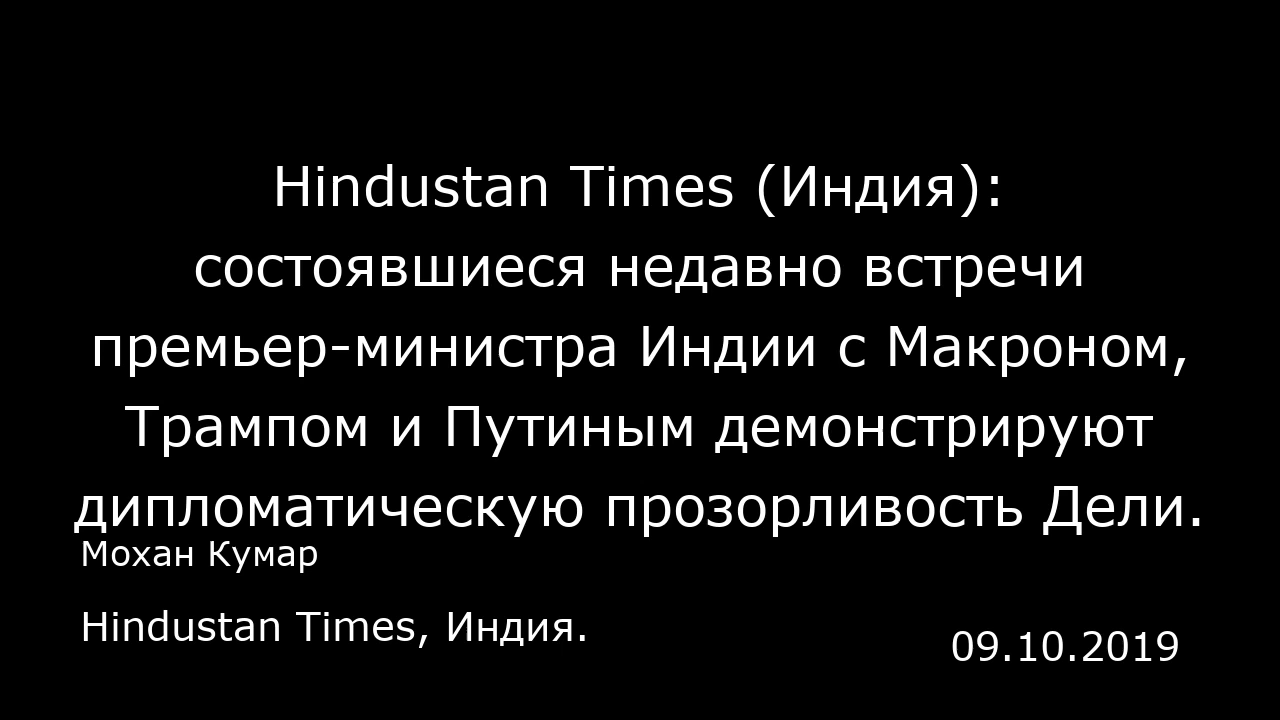 Hindustan Times (Индия):
состоявшиеся недавно встречи
премьер-министра Индии с Макроном,
Трампом и Путиным демонстрируют
дипломатическую прозорливость Дели.
Мохан Кумар
Hindustan Times, Индия.
09.10.2019